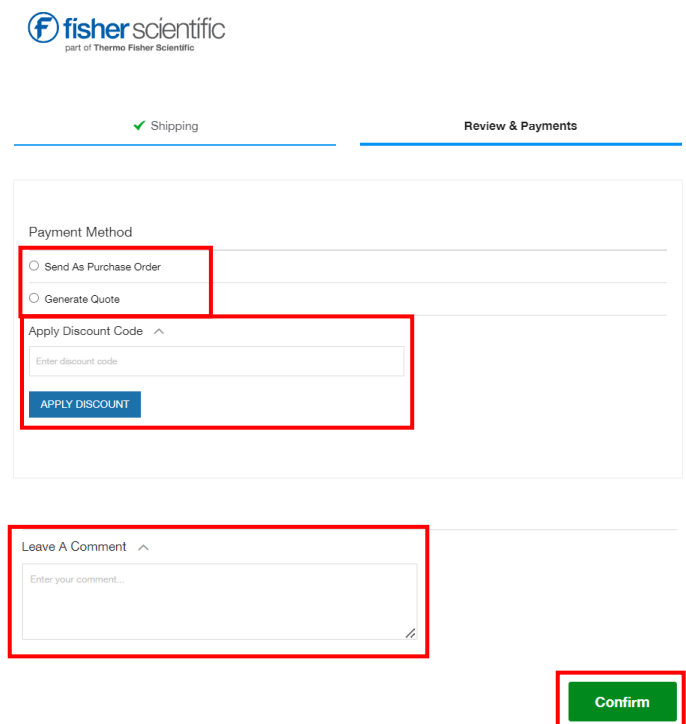 fisher scientific
part of Thermo Fisher Scientific
Shipping
Review & Payments
Payment Method
Send As Purchase Order
Generate Quote
Apply Discount Code
Enter discount code
APPLY DISCOUNT
Leave A Comment
Enter your comment...
Confirm